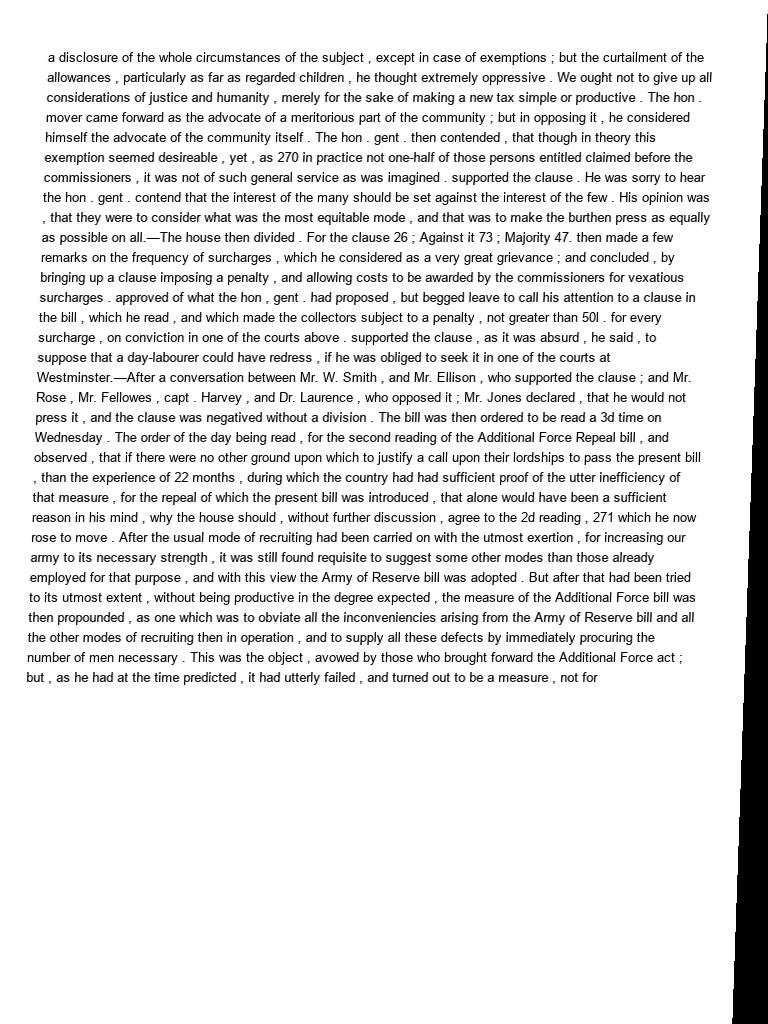 a disclosure of the whole circumstances of the subject , except in case of exemptions ; but the curtailment of the
allowances , particularly as far as regarded children , he thought extremely oppressive . We ought not to give up all
considerations of justice and humanity , merely for the sake of making a new tax simple or productive . The hon .
mover came forward as the advocate of a meritorious part of the community ; but in opposing it , he considered
himself the advocate of the community itself . The hon . gent . then contended , that though in theory this
exemption seemed desireable , yet , as 270 in practice not one-half of those persons entitled claimed before the
commissioners , it was not of such general service as was imagined . supported the clause . He was sorry to hear
the hon . gent . contend that the interest of the many should be set against the interest of the few . His opinion was
, that they were to consider what was the most equitable mode , and that was to make the burthen press as equally
as possible on all.—The house then divided . For the clause 26 ; Against it 73 ; Majority 47. then made a few
remarks on the frequency of surcharges , which he considered as a very great grievance ; and concluded , by
bringing up a clause imposing a penalty , and allowing costs to be awarded by the commissioners for vexatious
surcharges . approved of what the hon , gent . had proposed , but begged leave to call his attention to a clause in
the bill , which he read , and which made the collectors subject to a penalty , not greater than 50l . for every
surcharge , on conviction in one of the courts above . supported the clause , as it was absurd , he said , to
suppose that a day-labourer could have redress , if he was obliged to seek it in one of the courts at
Westminster.—After a conversation between Mr. W. Smith , and Mr. Ellison , who supported the clause ; and Mr.
Rose , Mr. Fellowes , capt . Harvey , and Dr. Laurence , who opposed it ; Mr. Jones declared , that he would not
press it , and the clause was negatived without a division . The bill was then ordered to be read a 3d time on
Wednesday . The order of the day being read , for the second reading of the Additional Force Repeal bill , and
observed , that if there were no other ground upon which to justify a call upon their lordships to pass the present bill
, than the experience of 22 months , during which the country had had sufficient proof of the utter inefficiency of
that measure , for the repeal of which the present bill was introduced , that alone would have been a sufficient
reason in his mind , why the house should , without further discussion , agree to the 2d reading , 271 which he now
rose to move . After the usual mode of recruiting had been carried on with the utmost exertion , for increasing our
army to its necessary strength , it was still found requisite to suggest some other modes than those already
employed for that purpose , and with this view the Army of Reserve bill was adopted . But after that had been tried
to its utmost extent , without being productive in the degree expected , the measure of the Additional Force bill was
then propounded , as one which was to obviate all the inconveniencies arising from the Army of Reserve bill and all
the other modes of recruiting then in operation , and to supply all these defects by immediately procuring the
number of men necessary . This was the object , avowed by those who brought forward the Additional Force act ;
but , as he had at the time predicted , it had utterly failed , and turned out to be a measure , not for